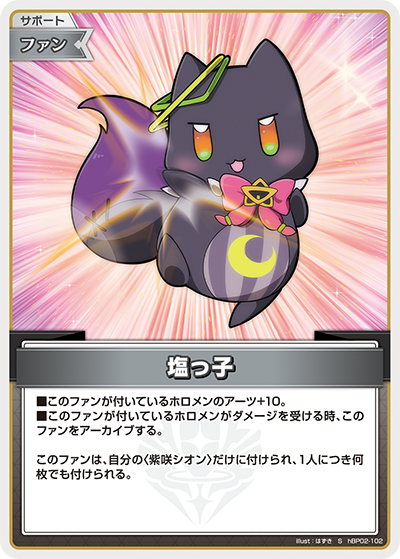 サポート
ファン
塩っ子
■このファンが付いているホロメンのアーツ+10。
■このファンが付いているホロメンがダメージを受ける時、この
ファンをアーカイブする。
このファンは、自分の〈紫咲シオン〉だけに付けられ、1人につき何
枚でも付けられる。
illust：はずき S hBP02-102